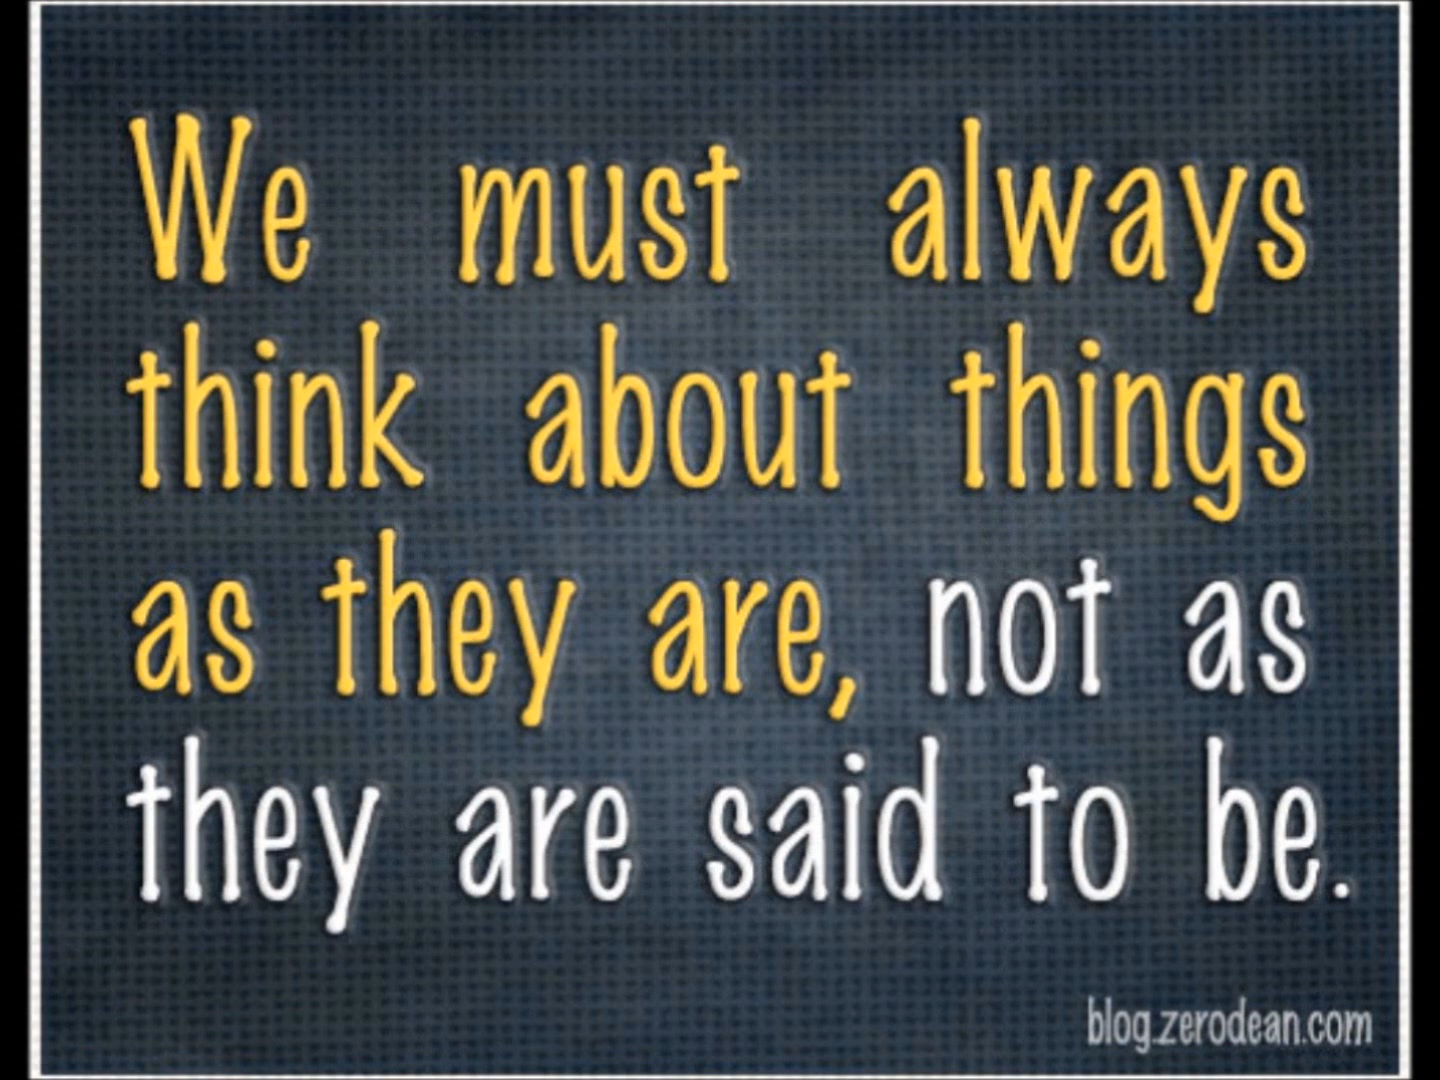 We must always
think about things
as they are, not as
they are said to be.
blog.zerodean.com